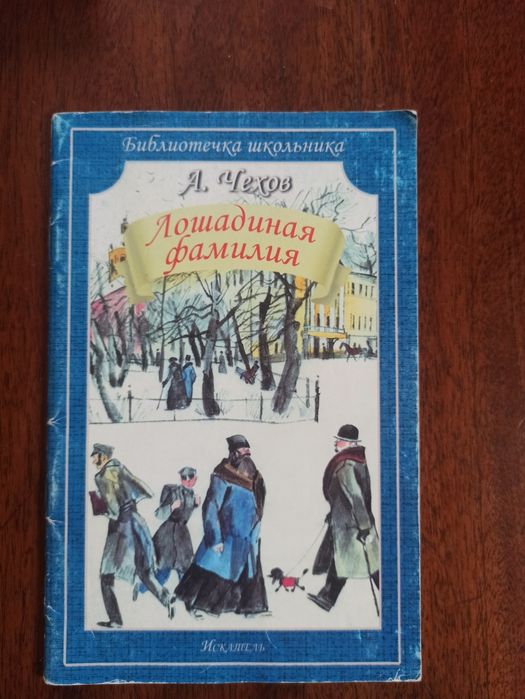 Библиотечка школьника
А. Чехов
Лошадиная
фамилия
Искатель